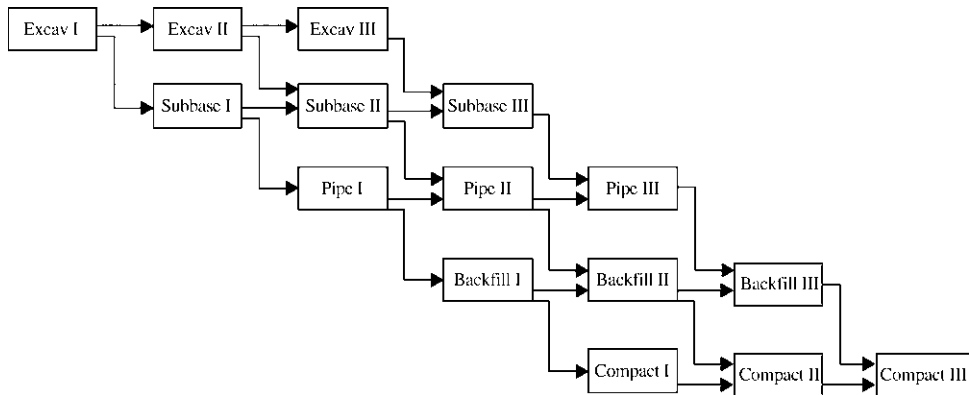 Excav I
Excav II
Excav III
Subbase I
Subbase II
Subbase III
Pipe I
Pipe II
Pipe III
Backfill I
Backfill II
Backfill III
Compact I
Compact II
Compact III